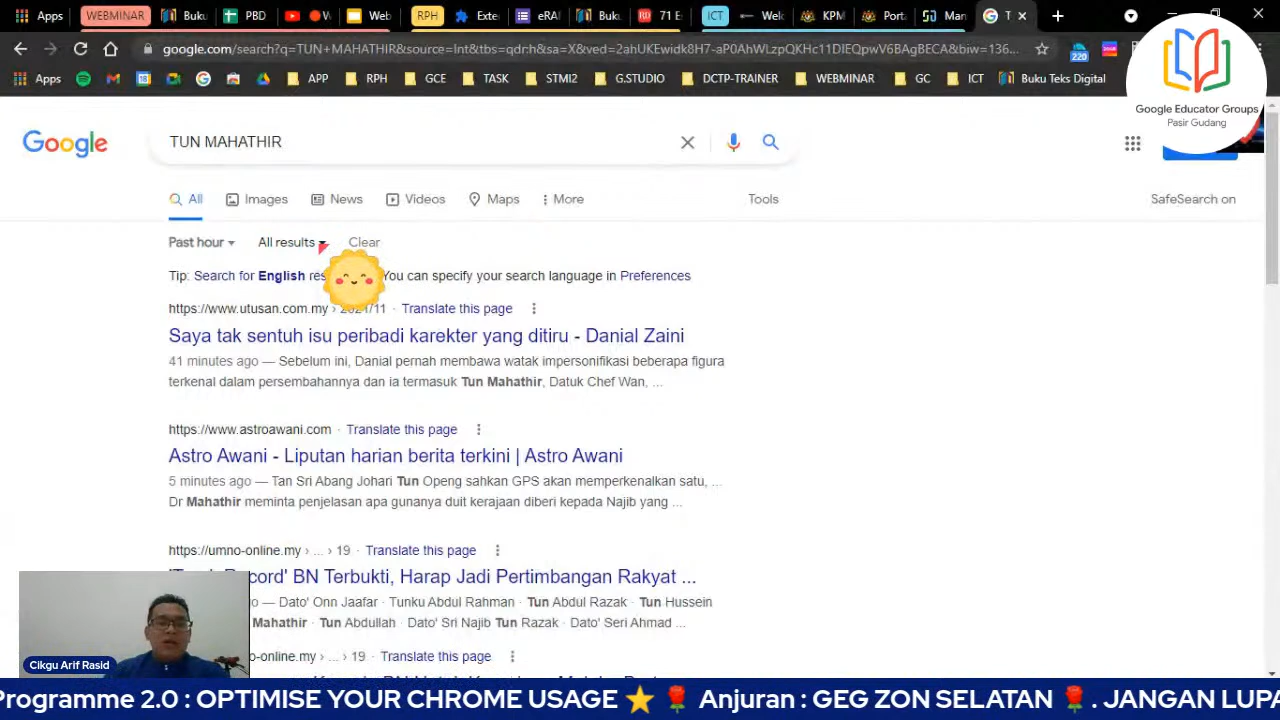 WEBMINAR
Buku
PBD
Web
RPH
Exte
eRA
Buku
71 E
ICT
Welc
KPM
Porta
Man
google.com/search?q=TUN+MAHATHIR&source=lnt&tbs=qdr:h&sa=X&ved=2ahUKEwidk8H7-aP0AhWLzpQKHc11DIEQpwV6BAgBECA&biw=136...
220
Apps
APP
RPH
GCE
TASK
STMI2
G.STUDIO
DCTP-TRAINER
WEBMINAR
GC
ICT
Buku Teks Digital
Google Educator Groups
Pasir Gudang
Google
TUN MAHATHIR
All
Images
News
Videos
Maps
More
Tools
SafeSearch on
Past hour
All results
Clear
Tip: Search for English res
You can specify your search language in Preferences
https://www.utusan.com.my › 2021/11 · Translate this page
Saya tak sentuh isu peribadi karekter yang ditiru - Danial Zaini
41 minutes ago — Sebelum ini, Danial pernah membawa watak impersonifikasi beberapa figura
terkenal dalam persembahannya dan ia termasuk Tun Mahathir, Datuk Chef Wan, ...
https://www.astroawani.com · Translate this page
Astro Awani - Liputan harian berita terkini | Astro Awani
5 minutes ago — Tan Sri Abang Johari Tun Openg sahkan GPS akan memperkenalkan satu, ...
Dr Mahathir meminta penjelasan apa gunanya duit kerajaan diberi kepada Najib yang ...
https://umno-online.my › ... › 19 · Translate this page
ecord' BN Terbukti, Harap Jadi Pertimbangan Rakyat ...
go — Dato' Onn Jaafar · Tunku Abdul Rahman · Tun Abdul Razak · Tun Hussein
Mahathir · Tun Abdullah · Dato' Sri Najib Tun Razak · Dato' Seri Ahmad ...
o-online.my › ... › 19 · Translate this page
Cikgu Arif Rasid
Programme 2.0 : OPTIMISE YOUR CHROME USAGE ⭐ 🌹 Anjuran : GEG ZON SELATAN 🌹. JANGAN LUPA